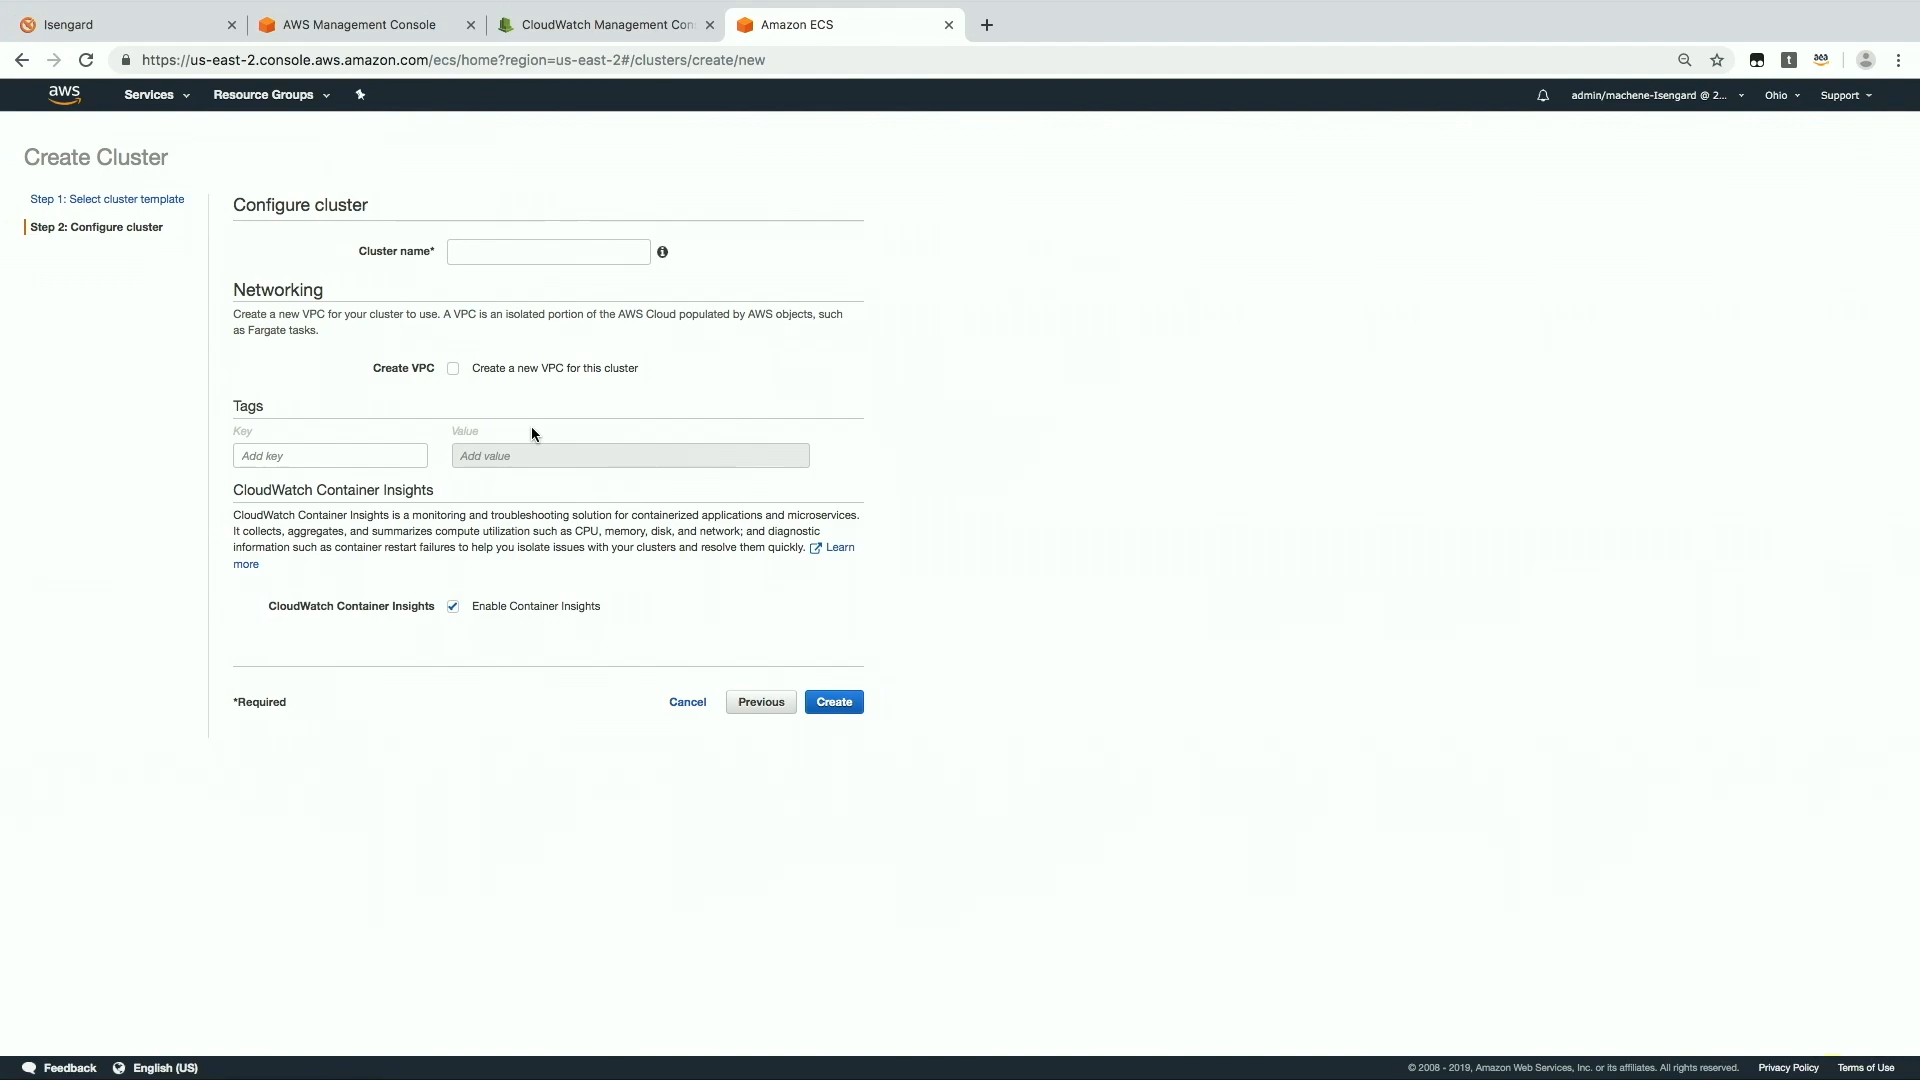 Isengard
AWS Management Console
CloudWatch Management Con
Amazon ECS
https://us-east-2.console.aws.amazon.com/ecs/home?region=us-east-2#/clusters/create/new
t
aea
aws
Services
Resource Groups
admin/machene-Isengard @ 2...
Ohio
Support
Create Cluster
Step 1: Select cluster template
Step 2: Configure cluster
Configure cluster
Cluster name*
Networking
Create a new VPC for your cluster to use. A VPC is an isolated portion of the AWS Cloud populated by AWS objects, such
as Fargate tasks.
Create VPC
Create a new VPC for this cluster
Tags
Key
Value
Add key
Add value
CloudWatch Container Insights
CloudWatch Container Insights is a monitoring and troubleshooting solution for containerized applications and microservices.
It collects, aggregates, and summarizes compute utilization such as CPU, memory, disk, and network; and diagnostic
information such as container restart failures to help you isolate issues with your clusters and resolve them quickly. Learn
more
CloudWatch Container Insights
Enable Container Insights
*Required
Cancel
Previous
Create
Feedback
English (US)
© 2008 - 2019, Amazon Web Services, Inc. or its affiliates. All rights reserved.
Privacy Policy
Terms of Use